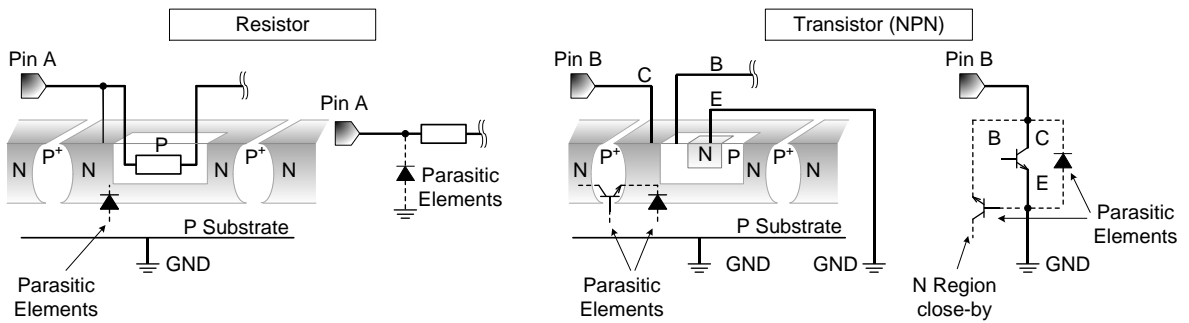 Resistor
Transistor (NPN)
Pin A
Pin B
C
B
E
Pin B
Pin A
N
P+
N
P
N
P+
N
Parasitic
Elements
P Substrate
GND
Parasitic
Elements
N
P+
N
P
N
P+
N
P Substrate
GND
GND
Parasitic
Elements
B
C
E
Parasitic
Elements
GND
N Region
close-by